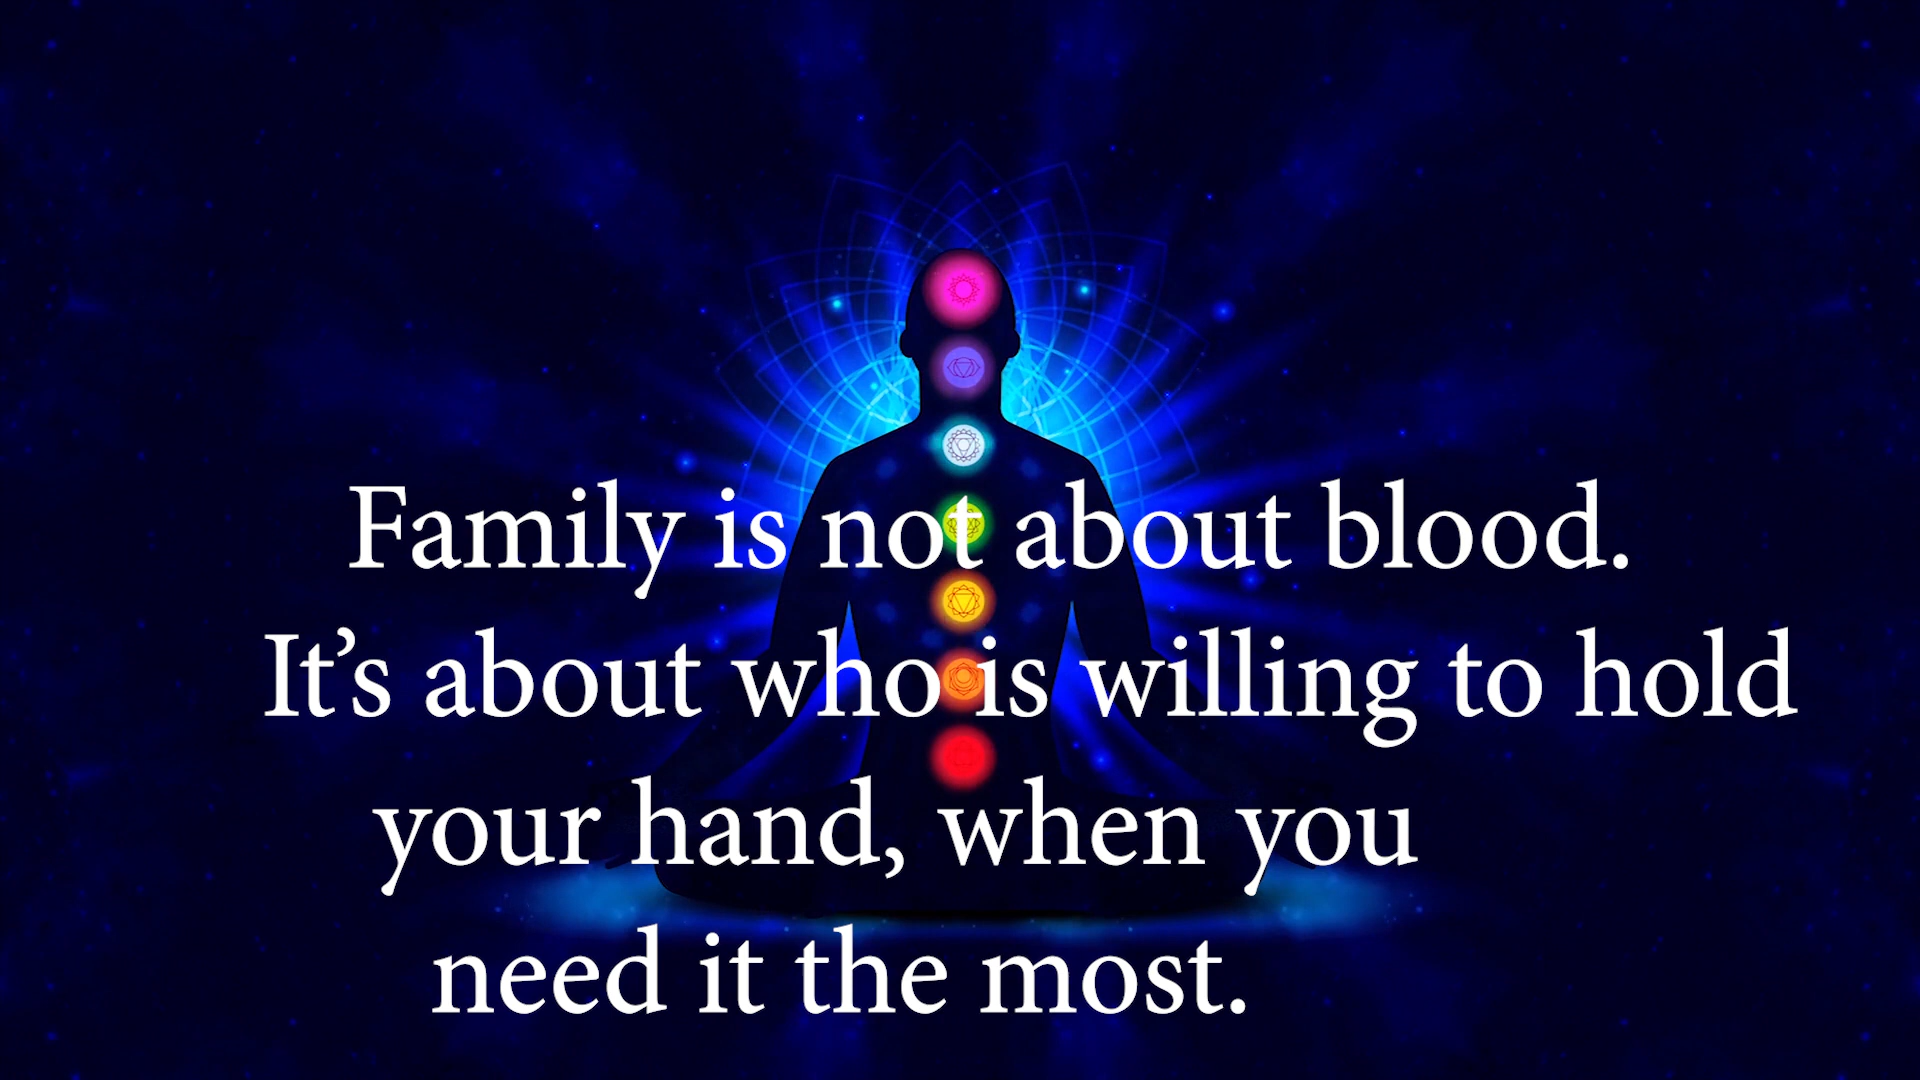 Family is not about blood.
It’s about who is willing to hold
your hand, when you
need it the most.